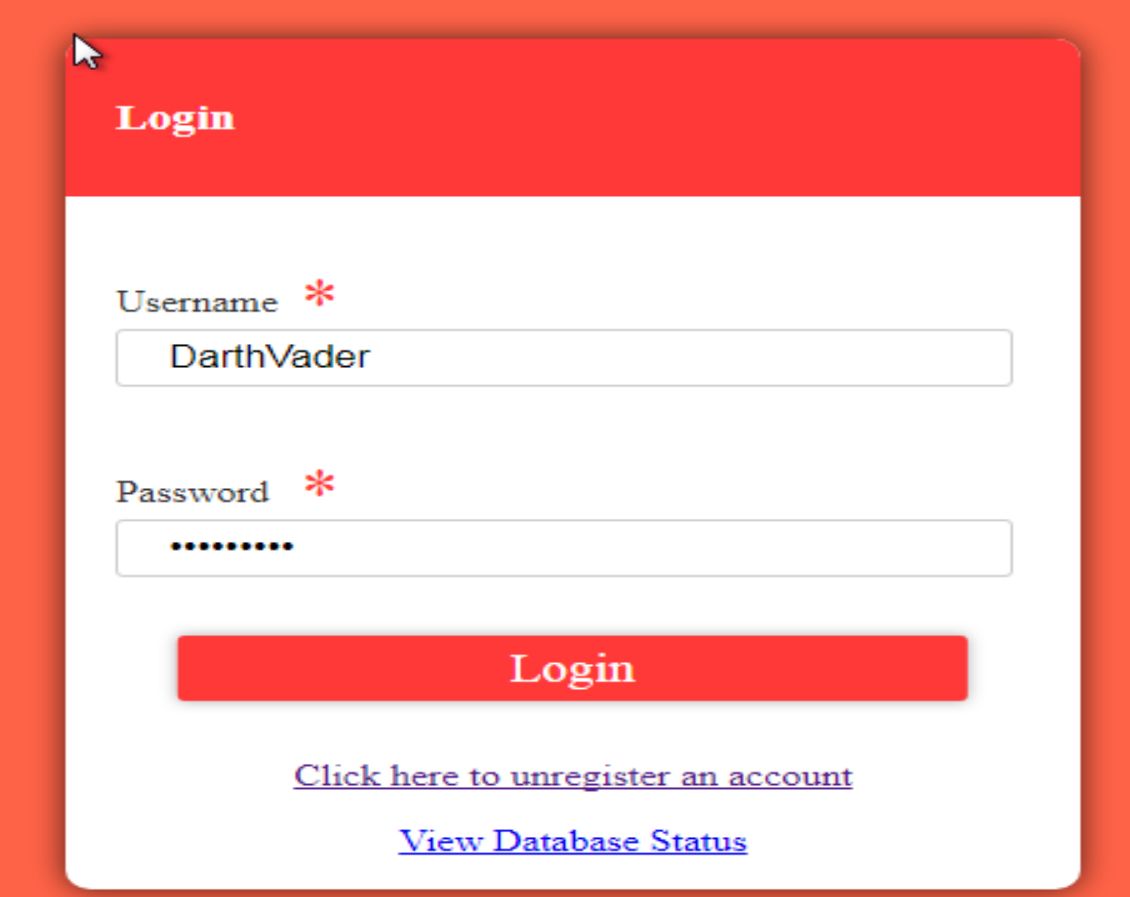 Login
Username *
DarthVader
Password *
•••••••••
Login
Click here to unregister an account
View Database Status